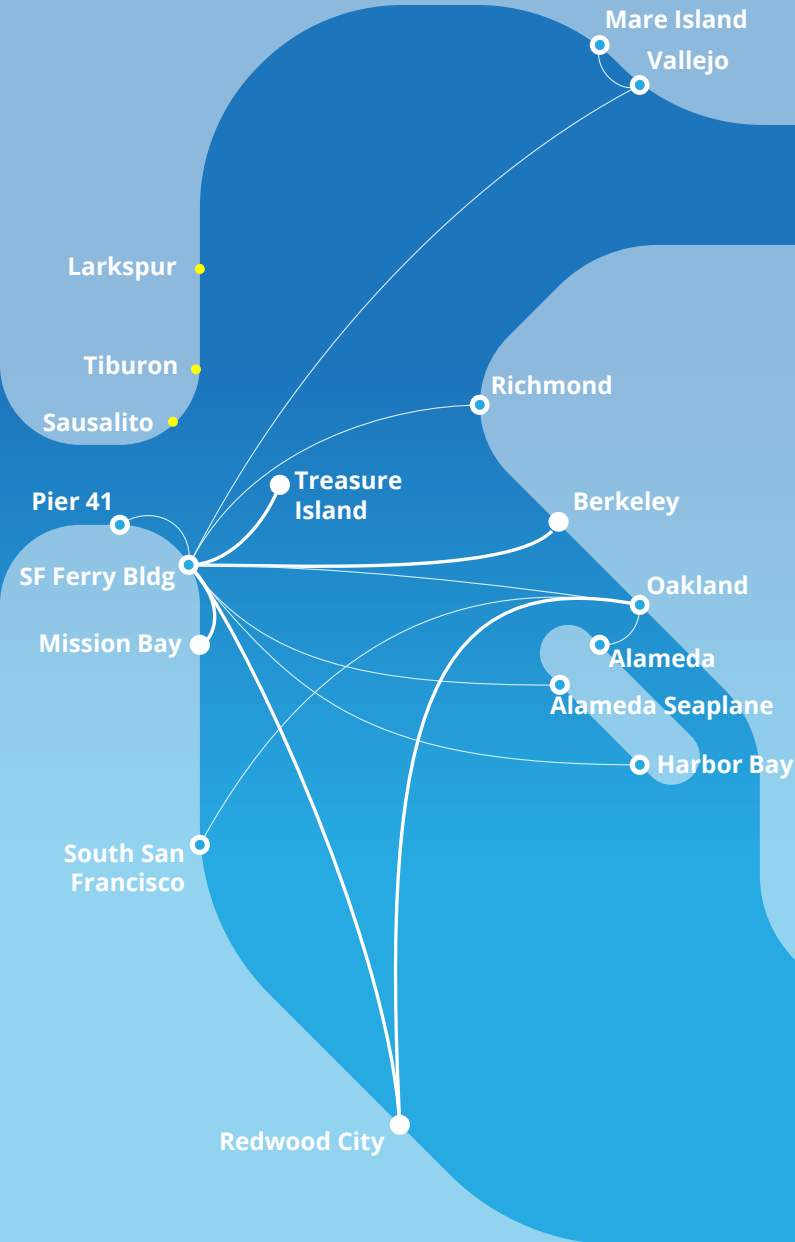 Mare Island
Vallejo
Larkspur
Tiburon
Richmond
Sausalito
Treasure
Island
Pier 41
Berkeley
SF Ferry Bldg
Oakland
Mission Bay
Alameda
Alameda Seaplane
Harbor Bay
South San
Francisco
Redwood City